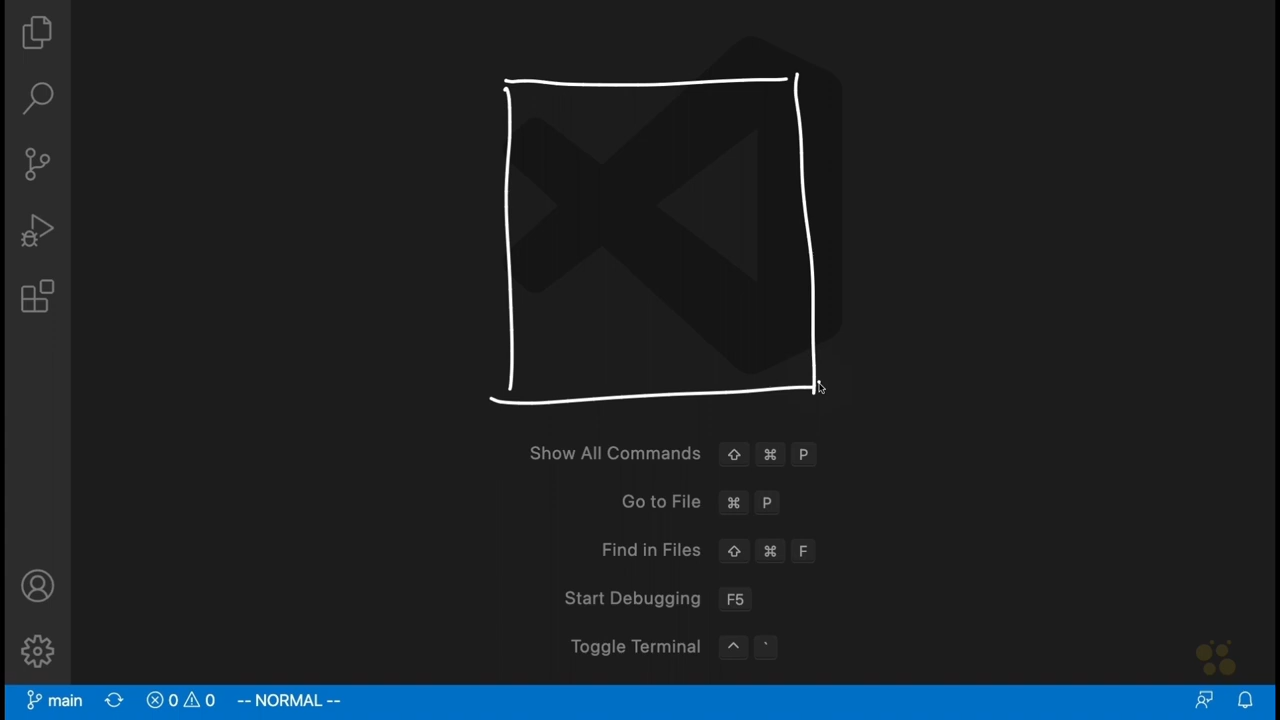 Show All Commands ⇧ ⌘ P
Go to File ⌘ P
Find in Files ⇧ ⌘ F
Start Debugging F5
Toggle Terminal ^ `
main 0 0 -- NORMAL --